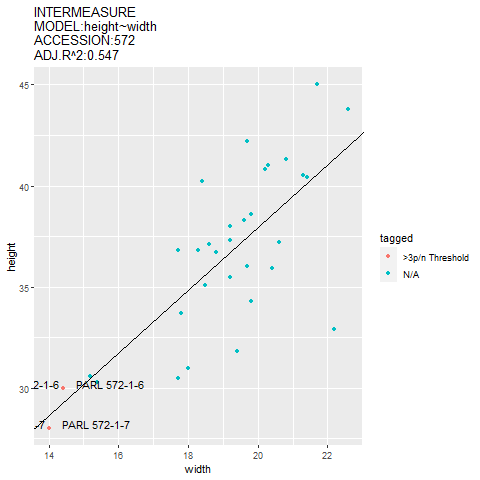 INTERMEASURE
MODEL:height~width
ACCESSION:572
ADJ.R^2:0.547
45
40
35
30
height
2-1-6 PARL 572-1-6
-7 PARL 572-1-7
14 16 18 20 22
width
tagged
>3p/n Threshold
N/A